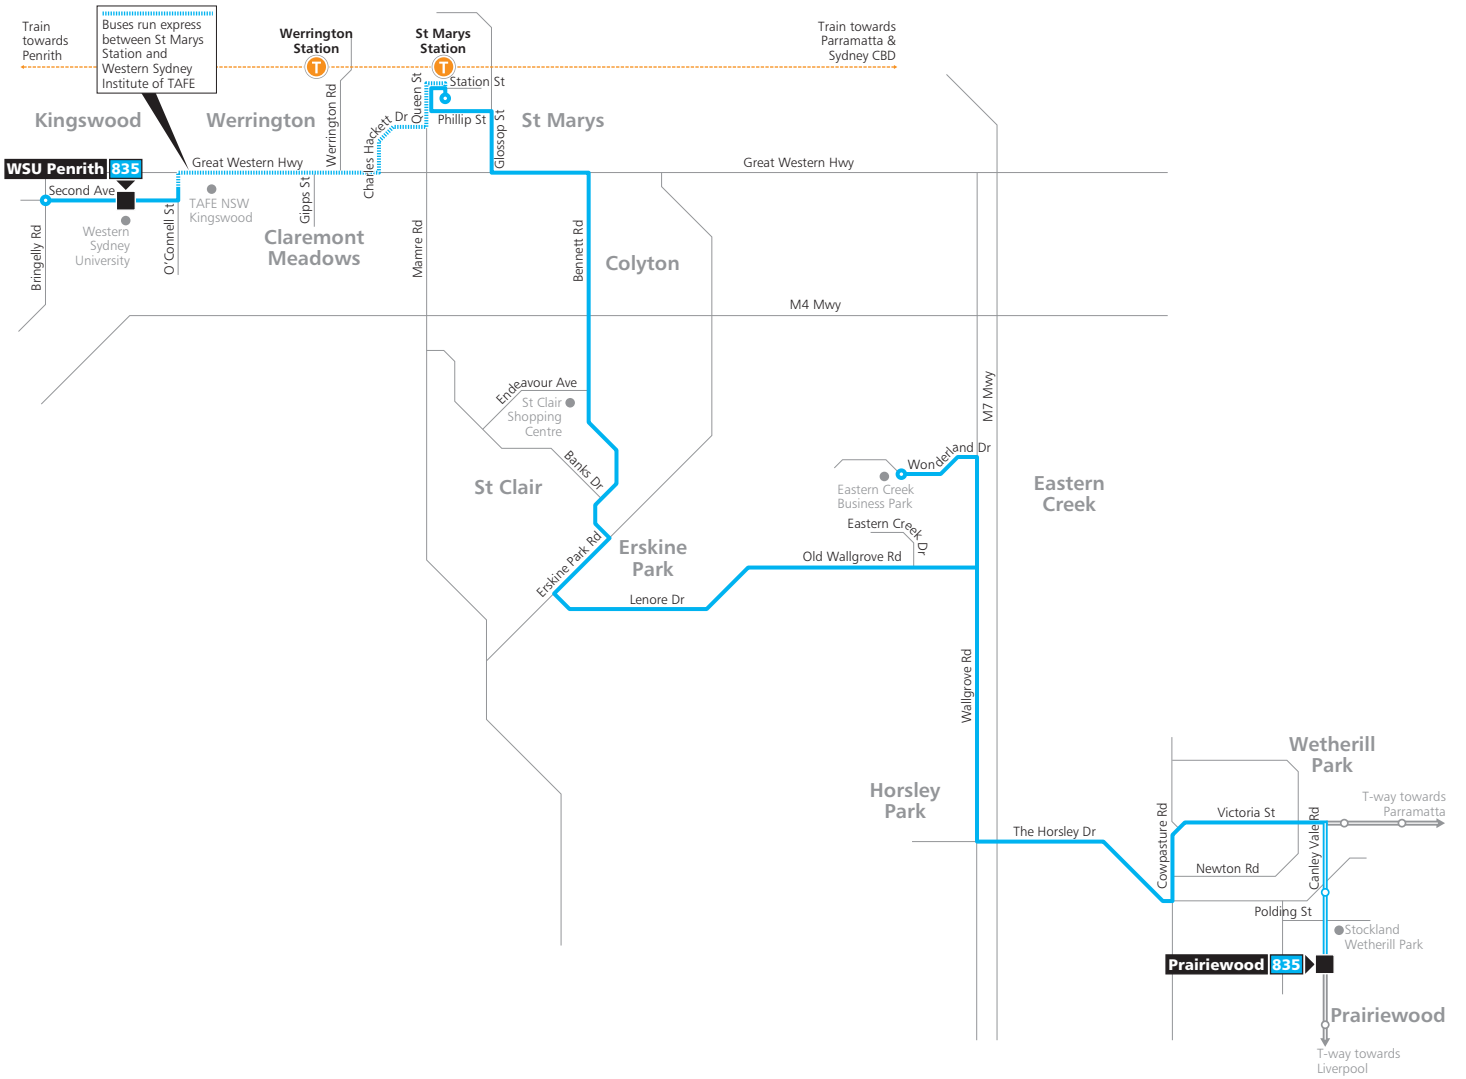 Train
towards
Penrith
Buses run express
between St Marys
Station and
Western Sydney
Institute of TAFE
Werrington
Station
T
St Marys
Station
T
Train towards
Parramatta &
Sydney CBD
Kingswood
Werrington
St Marys
Werrington Rd
Queen St
Station St
Phillip St
Glossop St
Charles Hackett Dr
WSU Penrith 835
Great Western Hwy
Great Western Hwy
Second Ave
TAFE NSW
Kingswood
Gipps St
O'Connell St
Bringelly Rd
Western
Sydney
University
Claremont
Meadows
Mamre Rd
Bennett Rd
Colyton
M4 Mwy
M7 Mwy
Endeavour Ave
St Clair
Shopping
Centre
Banks Dr
St Clair
Wonderland Dr
Eastern Creek
Business Park
Eastern
Creek
Eastern Creek Dr
Erskine Park Rd
Erskine
Park
Old Wallgrove Rd
Lenore Dr
Wallgrove Rd
Horsley
Park
The Horsley Dr
Wetherill
Park
Cowpasture Rd
Victoria St
Canley Vale Rd
T-way towards
Parramatta
Newton Rd
Polding St
Stockland
Wetherill Park
Prairiewood 835
Prairiewood
T-way towards
Liverpool